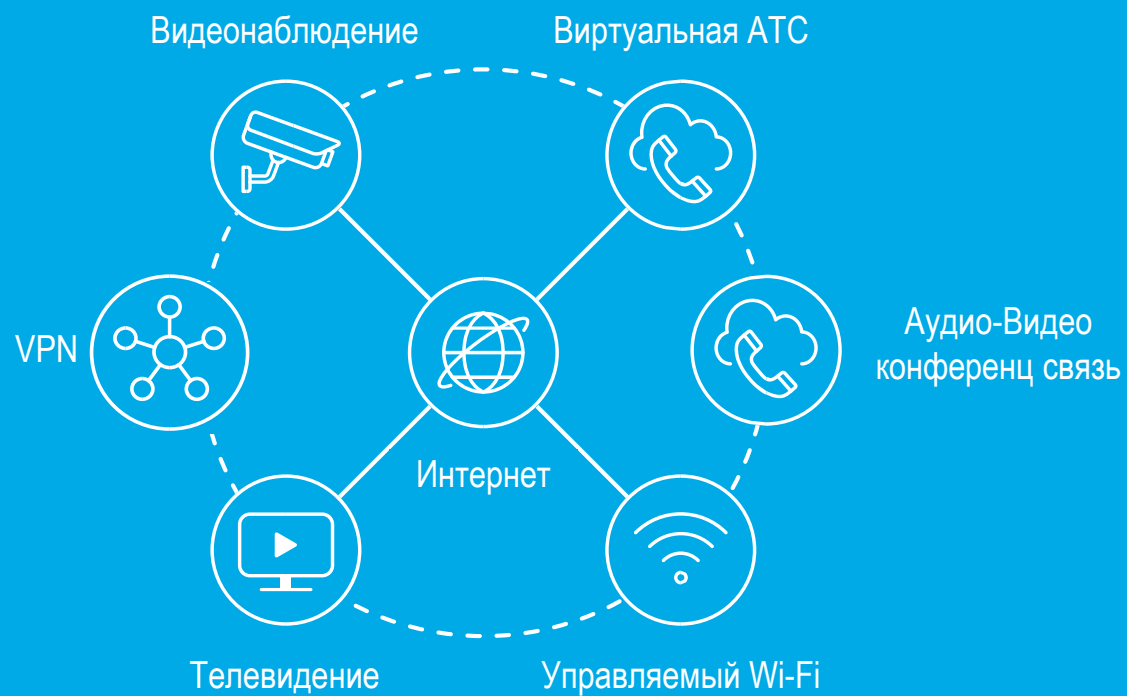 Видеонаблюдение
Виртуальная АТС
VPN
Аудио-Видео
конференц связь
Интернет
Телевидение
Управляемый Wi-Fi